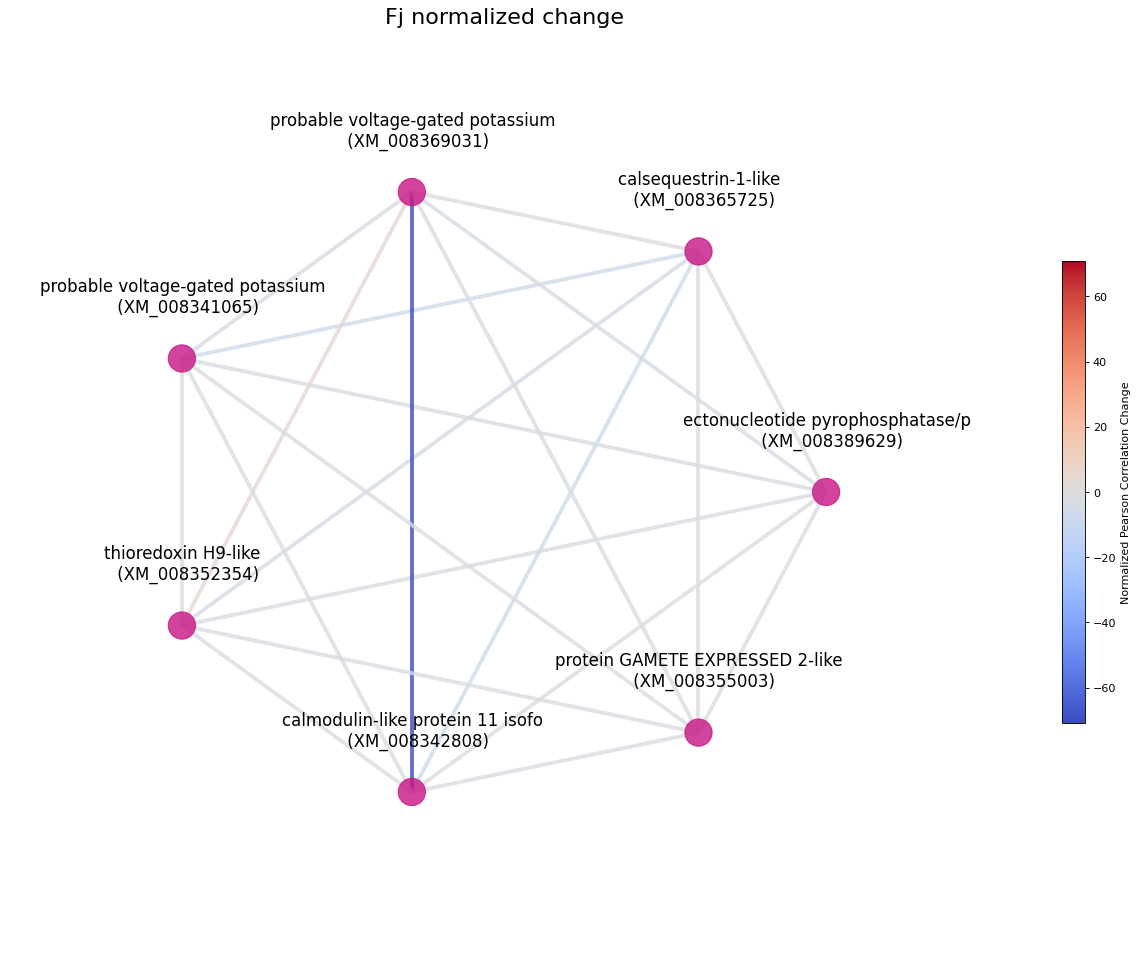 Fj normalized change
probable voltage-gated potassium
(XM_008369031)
calsequestrin-1-like
(XM_008365725)
probable voltage-gated potassium
(XM_008341065)
ectonucleotide pyrophosphatase/p
(XM_008389629)
thioredoxin H9-like
(XM_008352354)
protein GAMETE EXPRESSED 2-like
(XM_008355003)
calmodulin-like protein 11 isofo
(XM_008342808)
60
40
20
0
−20
−40
−60
Normalized Pearson Correlation Change